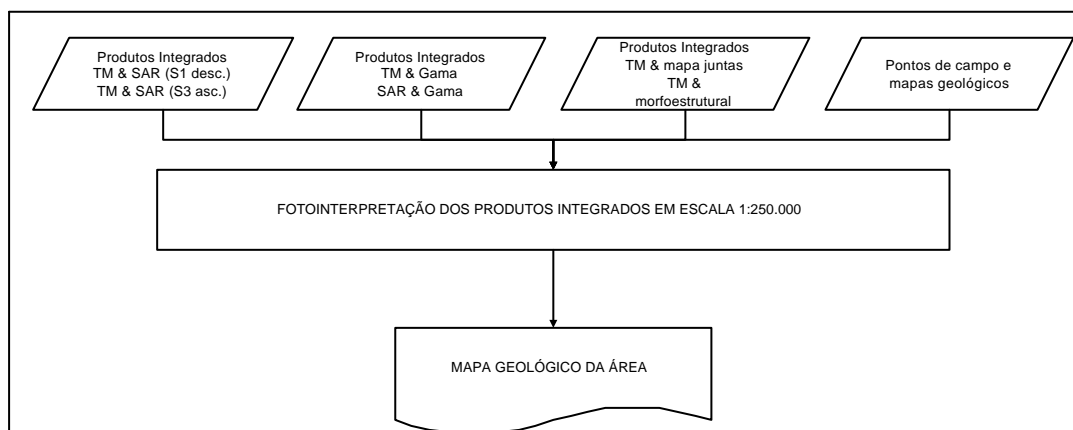 Produtos Integrados
TM & SAR (S1 desc.)
TM & SAR (S3 asc.)
Produtos Integrados
TM & Gama
SAR & Gama
Produtos Integrados
TM & mapa juntas
TM &
morfoestrutural
Pontos de campo e
mapas geológicos
FOTOINTERPRETAÇÃO DOS PRODUTOS INTEGRADOS EM ESCALA 1:250.000
MAPA GEOLÓGICO DA ÁREA